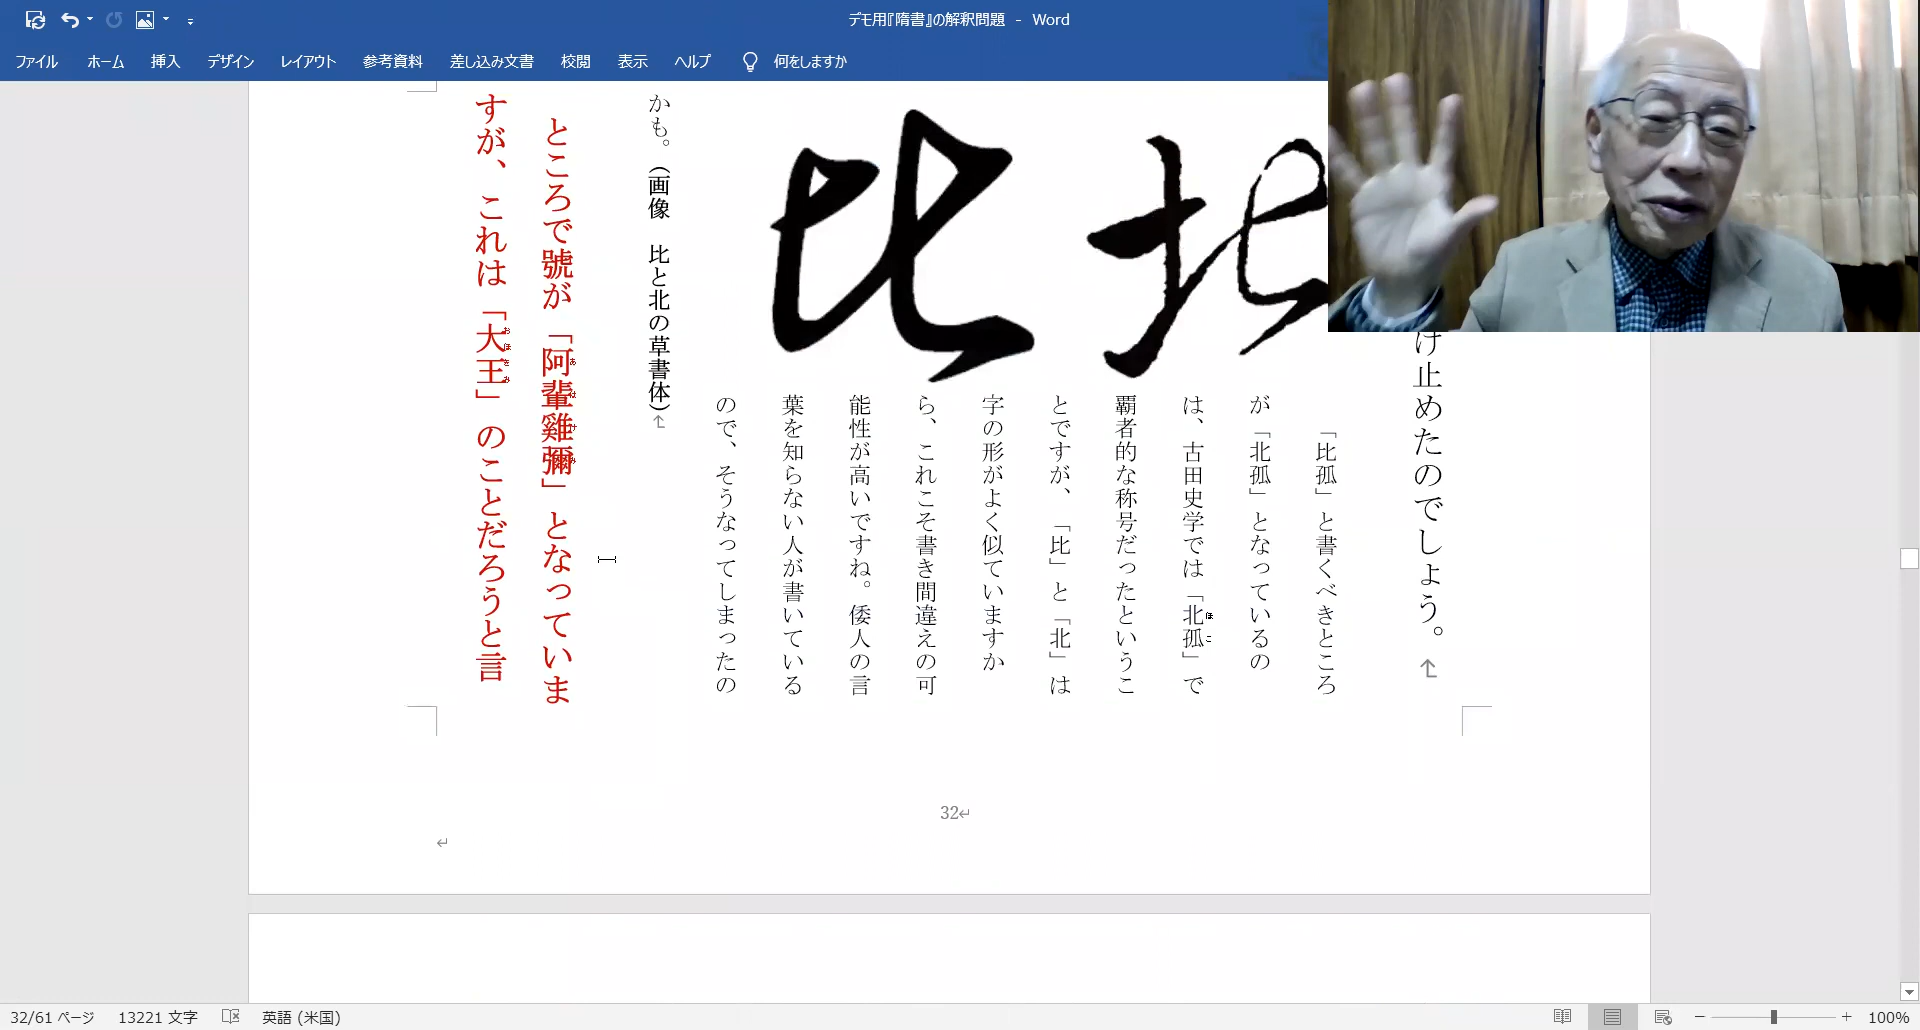 デモ用『隋書』の解釈問題 - Word
ファイル ホーム 挿入 デザイン レイアウト 参考資料 差し込み文書 校閲 表示 ヘルプ 何をしますか
け止めたのでしょう。
「比孤」と書くべきところ
が「北孤」となっているの
は、古田史学では「北孤」で
ほこ
覇者的な称号だったというこ
とですが、「比」と「北」は
字の形がよく似ていますか
ら、これこそ書き間違えの可
能性が高いですね。倭人の言
葉を知らない人が書いている
ので、そうなってしまったの
北
比
かも。(画像 比と北の草書体)
ところで號が「阿輩雞彌」となっていま
すが、これは「大王」のことだろうと言
おほきみ
32
32/61 ページ 13221 文字 英語 (米国) 100%